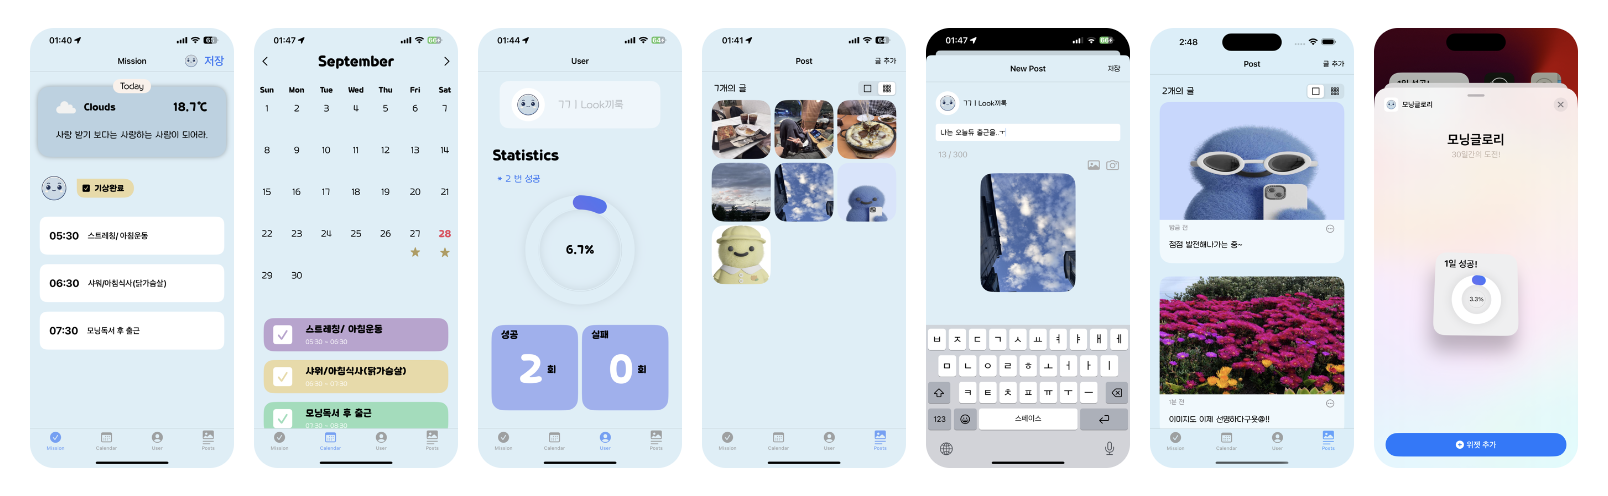 01:40
Mission
저장
Today
Clouds
18.7℃
사랑 받기 보다는 사랑하는 사람이 되어라.
기상완료
05:30 스트레칭/ 아침운동
06:30 샤워/아침식사(닭가슴살)
07:30 모닝독서 후 출근
Mission Calendar User Posts
01:47
September
Sun Mon Tue Wed Thu Fri Sat
1 2 3 4 5 6 7
8 9 10 11 12 13 14
15 16 17 18 19 20 21
22 23 24 25 26 27 28
29 30
스트레칭/ 아침운동
05:30 ~ 06:30
샤워/아침식사(닭가슴살)
06:30 ~ 07:30
모닝독서 후 출근
07:30 ~ 08:30
Mission Calendar User Posts
01:44
User
ㄱㄱ | Look끼룩
Statistics
* 2 번 성공
6.7%
성공
2 회
실패
0 회
Mission Calendar User Posts
01:41
Post
글 추가
7개의 글
Mission Calendar User Posts
01:47
New Post
저장
ㄱㄱ | Look끼룩
나는 오늘두 출근을..ㅜ
13 / 300
ㅂ ㅈ ㄷ ㄱ ㅅ ㅛ ㅕ ㅑ ㅐ ㅔ
ㅁ ㄴ ㅇ ㄹ ㅎ ㅗ ㅓ ㅏ ㅣ
ㅋ ㅌ ㅊ ㅍ ㅠ ㅜ ㅡ
123 스페이스
2:48
Post
글 추가
2개의 글
방금 전
점점 발전해나가는 중~
1분 전
이미지도 이제 선명하다구욧@!!
Mission Calendar User Posts
1일 성공!
모닝글로리
모닝글로리
30일간의 도전!
1일 성공!
3.3%
위젯 추가